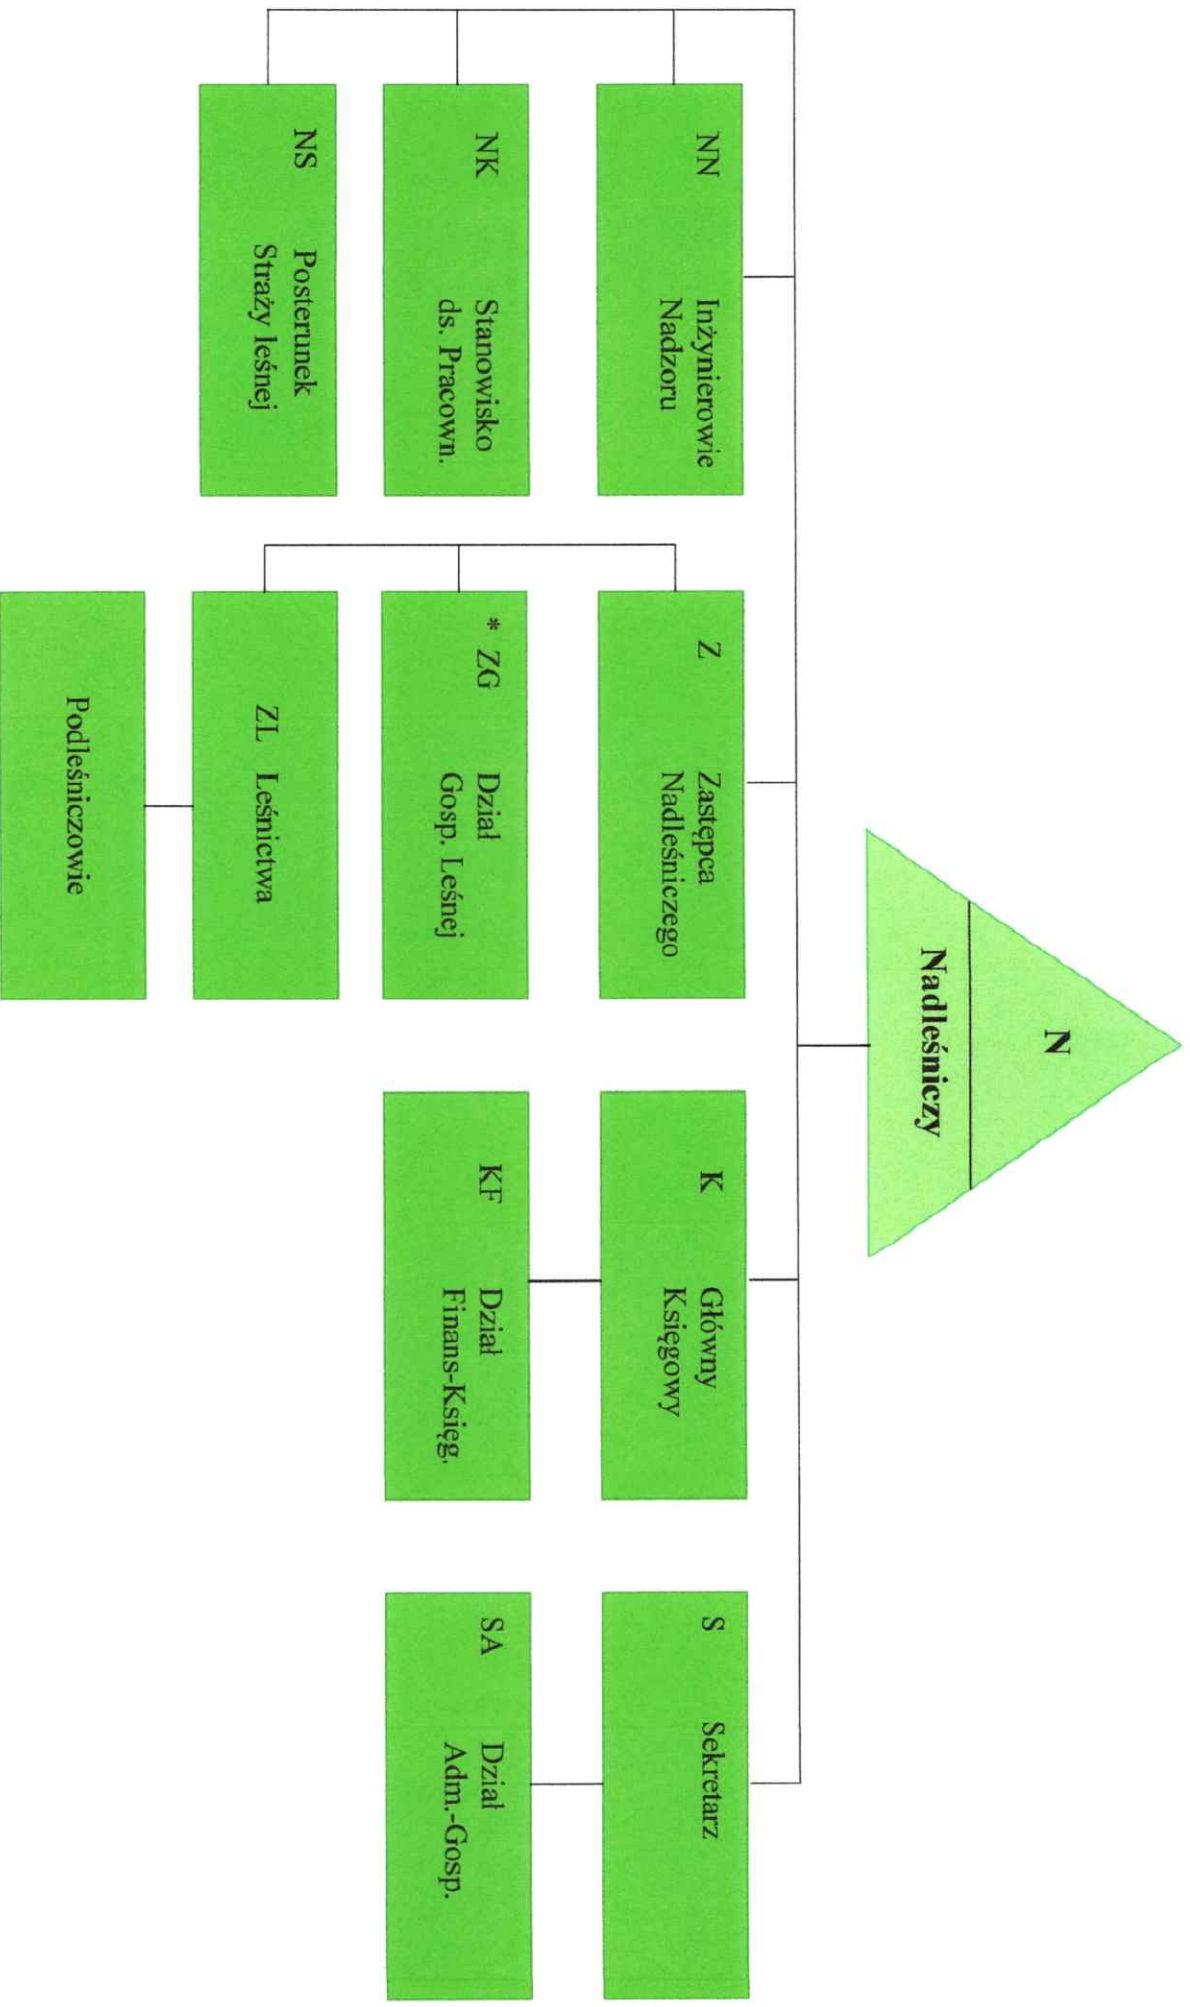 N
Nadleśniczy
NN Inżynierowie
Nadzoru
Z Zastępca
Nadleśniczego
K Główny
Księgowy
S Sekretarz
NK Stanowisko
ds. Pracown.
* ZG Dział
Gosp. Leśnej
KF Dział
Finans-Księg.
SA Dział
Adm.-Gosp.
NS Posterunek
Straży leśnej
ZL Leśnictwa
Podleśniczowie